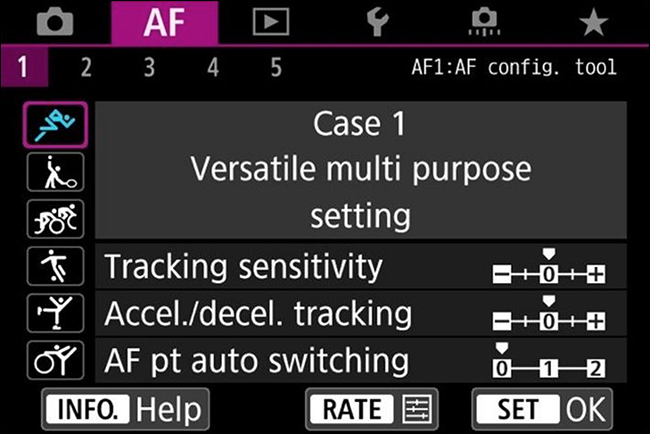 AF
1 2 3 4 5 AF1:AF config. tool
Case 1
Versatile multi purpose
setting
Tracking sensitivity - 0 +
Accel./decel. tracking - 0 +
AF pt auto switching 0 1 2
INFO. Help RATE SET OK